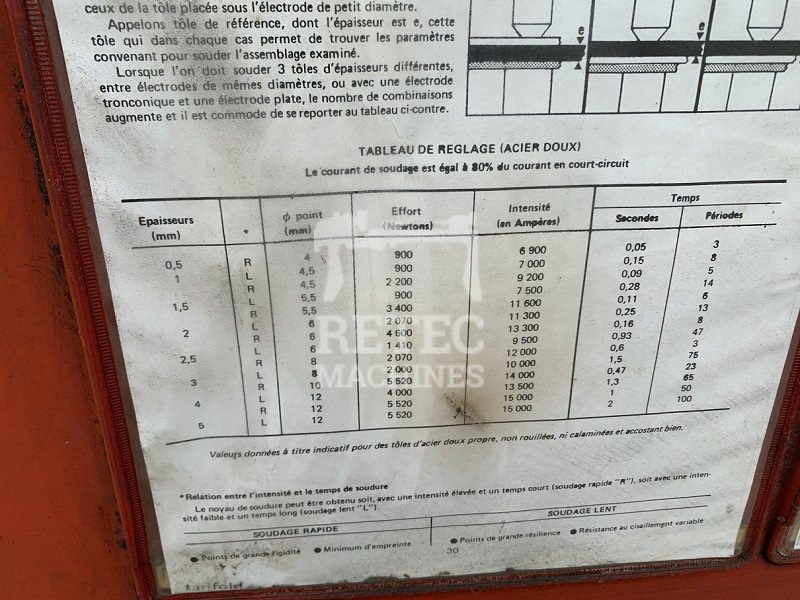 ceux de la tôle placée sous l'électrode de petit diamètre.
Appelons tôle de référence, dont l'épaisseur est e, cette
tôle qui dans chaque cas permet de trouver les paramètres
convenant pour souder l'assemblage examiné.
Lorsque l'on doit souder 3 tôles d'épaisseurs différentes,
entre électrodes de mêmes diamètres, ou avec une électrode
tronconique et une électrode plate, le nombre de combinaisons
augmente et il est commode de se reporter au tableau ci-contre.
e e e
TABLEAU DE REGLAGE (ACIER DOUX)
Le courant de soudage est égal à 80% du courant en court-circuit
Epaisseurs * ϕ point Effort Intensité Temps
(mm) (mm) (Newtons) (en Ampères) Secondes Périodes
0,5 R 4 900 6 900 0,05 3
1 L 4,5 900 7 000 0,15 8
R 4,5 2 200 9 200 0,09 5
1,5 L 5,5 900 7 500 0,28 14
R 5,5 3 400 11 600 0,11 6
2 L 6 2 070 11 300 0,25 13
R 6 4 600 13 300 0,16 8
2,5 L 6 1 410 9 500 0,93 47
R 8 2 070 12 000 0,6 3
3 L 8 2 000 10 000 1,5 75
R 10 5 520 14 000 0,47 23
4 L 12 4 000 13 500 1,3 65
R 12 5 520 15 000 1 50
5 L 12 5 520 15 000 2 100
RETEC
MACHINES
Valeurs données à titre indicatif pour des tôles d'acier doux propre, non rouillées, ni calaminées et accostant bien.
*Relation entre l'intensité et le temps de soudure
Le noyau de soudure peut être obtenu soit, avec une intensité élevée et un temps court (soudage rapide "R"), soit avec une inten-
sité faible et un temps long (soudage lent "L").
SOUDAGE RAPIDE SOUDAGE LENT
● Points de grande rigidité ● Minimum d'empreinte ● Points de grande résilience ● Résistance au cisaillement variable
30
tarifold